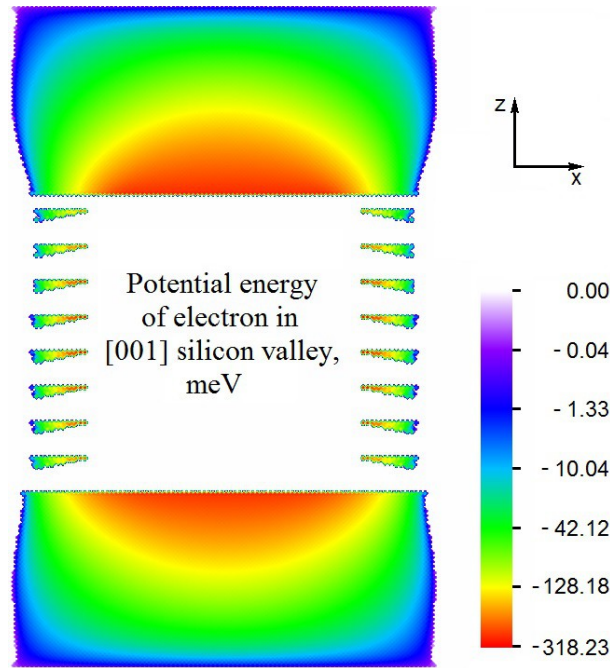 z
x
Potential energy
of electron in
[001] silicon valley,
meV
0.00
- 0.04
- 1.33
- 10.04
- 42.12
-128.18
-318.23